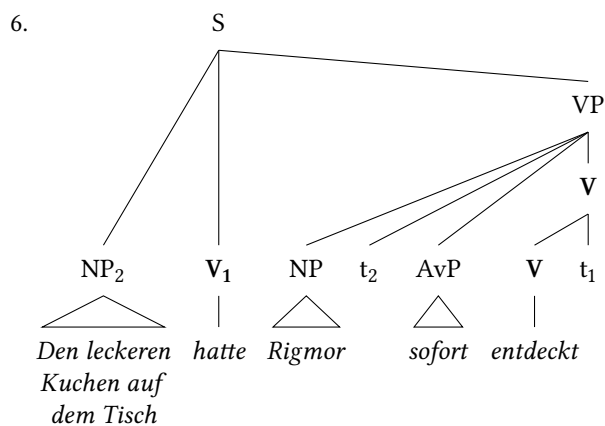 6.
S
VP
V
NP₂ V₁ NP t₂ AvP V t₁
Den leckeren hatte Rigmor sofort entdeckt
Kuchen auf
dem Tisch